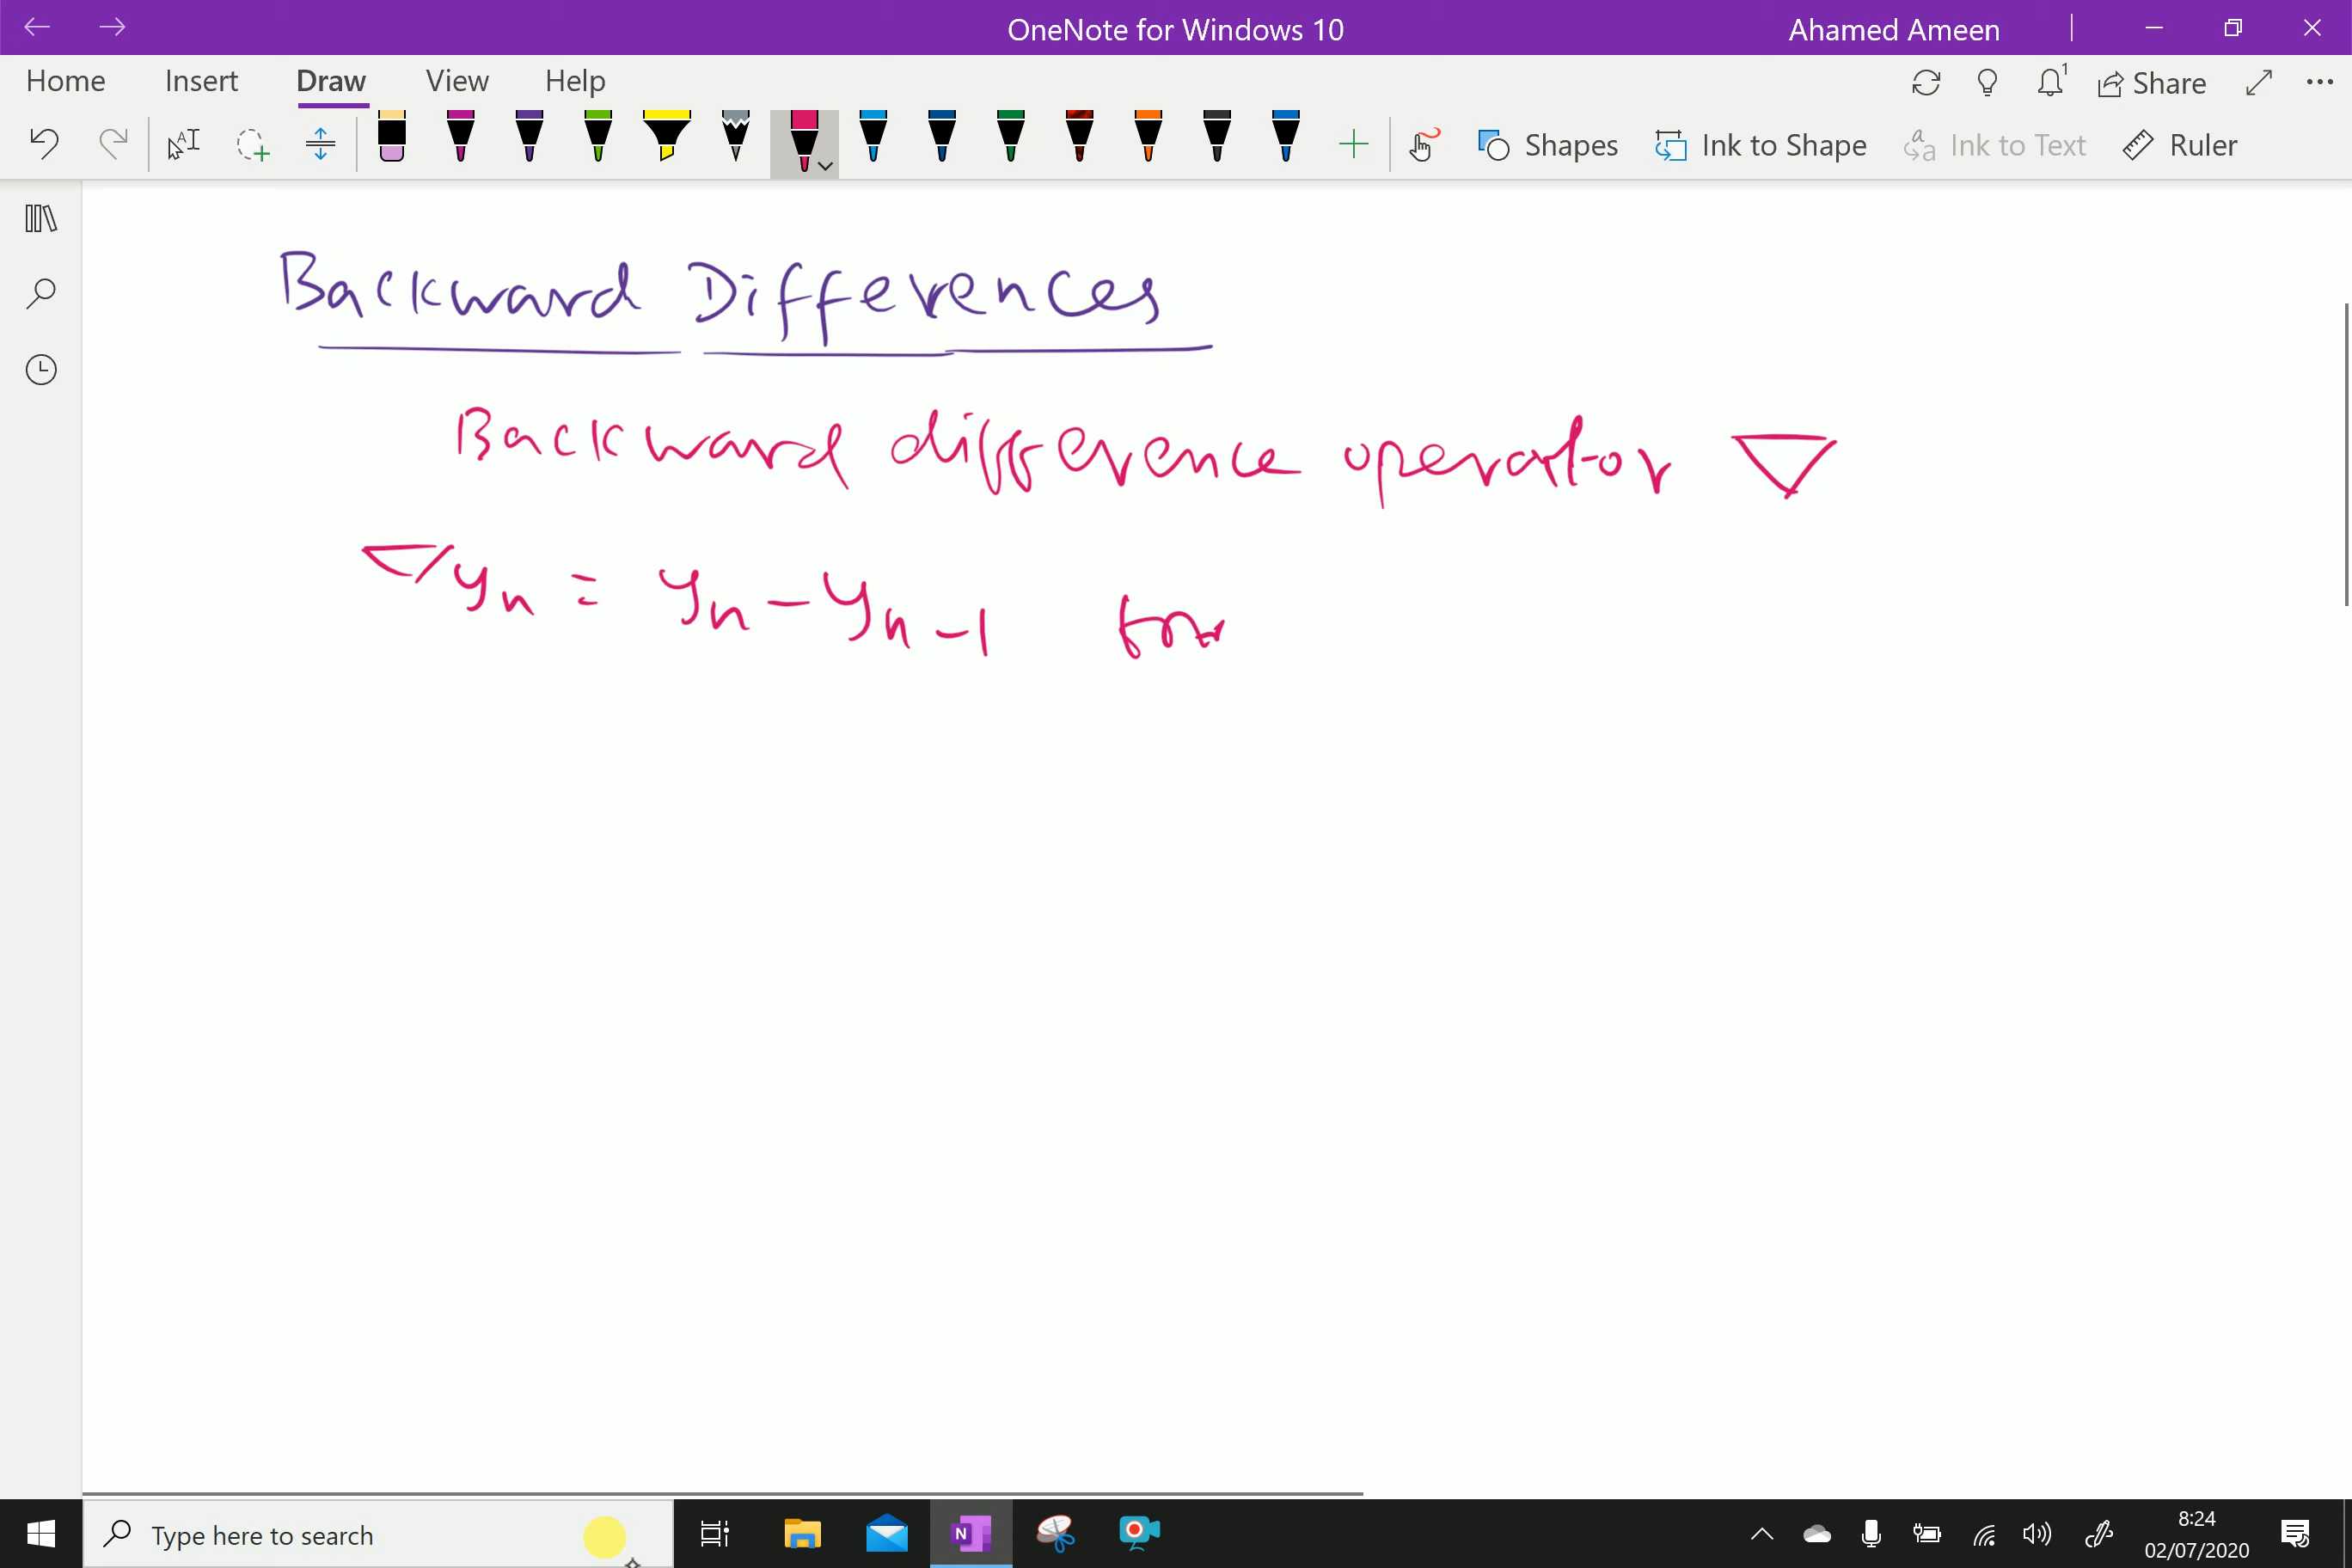 OneNote for Windows 10
Ahamed Ameen
Home Insert Draw View Help
1 Share
Shapes Ink to Shape Ink to Text Ruler
Backward Differences
Backward difference operator ▽
▽yₙ = yₙ − yₙ₋₁ for
Type here to search
8:24
02/07/2020